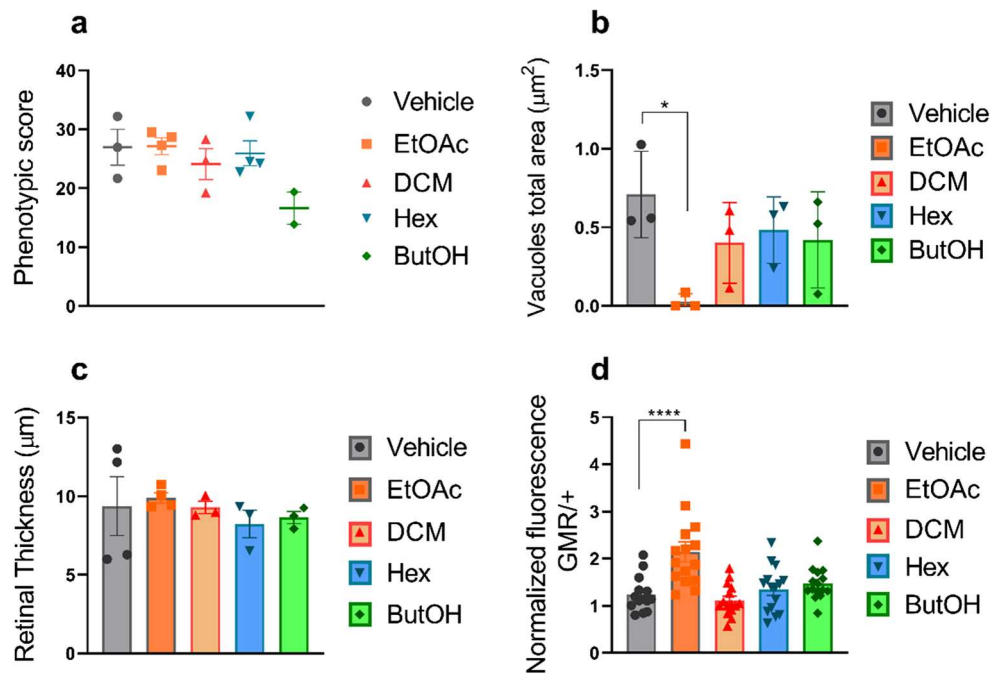 a
Phenotypic score
40
30
20
10
0
Vehicle
EtOAc
DCM
Hex
ButOH
b
Vacuoles total area (μm²)
1.5
1.0
0.5
0.0
*
Vehicle
EtOAc
DCM
Hex
ButOH
c
Retinal Thickness (μm)
15
10
5
0
Vehicle
EtOAc
DCM
Hex
ButOH
d
Normalized fluorescence
GMR/+
5
4
3
2
1
0
****
Vehicle
EtOAc
DCM
Hex
ButOH